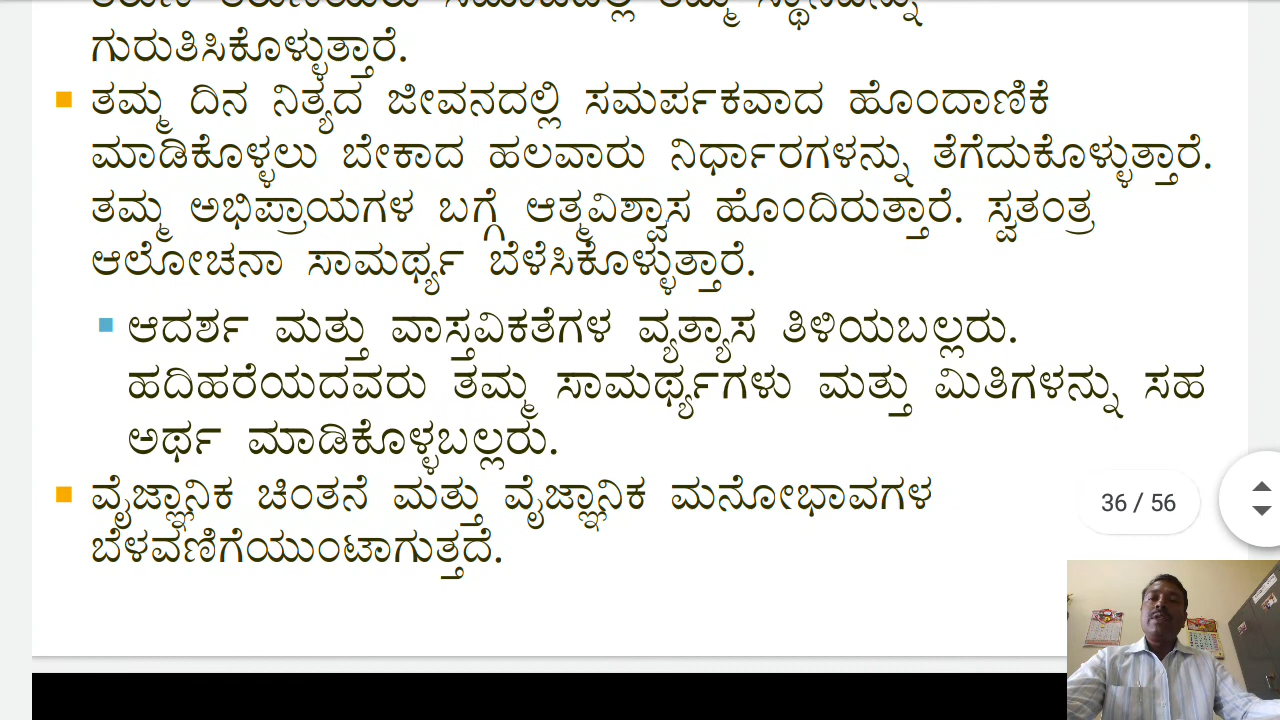 ಗುರುತಿಸಿಕೊಳ್ಳುತ್ತಾರೆ.
ತಮ್ಮ ದಿನ ನಿತ್ಯದ ಜೀವನದಲ್ಲಿ ಸಮರ್ಪಕವಾದ ಹೊಂದಾಣಿಕೆ
ಮಾಡಿಕೊಳ್ಳಲು ಬೇಕಾದ ಹಲವಾರು ನಿರ್ಧಾರಗಳನ್ನು ತೆಗೆದುಕೊಳ್ಳುತ್ತಾರೆ.
ತಮ್ಮ ಅಭಿಪ್ರಾಯಗಳ ಬಗ್ಗೆ ಆತ್ಮವಿಶ್ವಾಸ ಹೊಂದಿರುತ್ತಾರೆ. ಸ್ವತಂತ್ರ
ಆಲೋಚನಾ ಸಾಮರ್ಥ್ಯ ಬೆಳೆಸಿಕೊಳ್ಳುತ್ತಾರೆ.
ಆದರ್ಶ ಮತ್ತು ವಾಸ್ತವಿಕತೆಗಳ ವ್ಯತ್ಯಾಸ ತಿಳಿಯಬಲ್ಲರು.
ಹದಿಹರೆಯದವರು ತಮ್ಮ ಸಾಮರ್ಥ್ಯಗಳು ಮತ್ತು ಮಿತಿಗಳನ್ನು ಸಹ
ಅರ್ಥ ಮಾಡಿಕೊಳ್ಳಬಲ್ಲರು.
ವೈಜ್ಞಾನಿಕ ಚಿಂತನೆ ಮತ್ತು ವೈಜ್ಞಾನಿಕ ಮನೋಭಾವಗಳ
ಬೆಳವಣಿಗೆಯುಂಟಾಗುತ್ತದೆ.
36 / 56